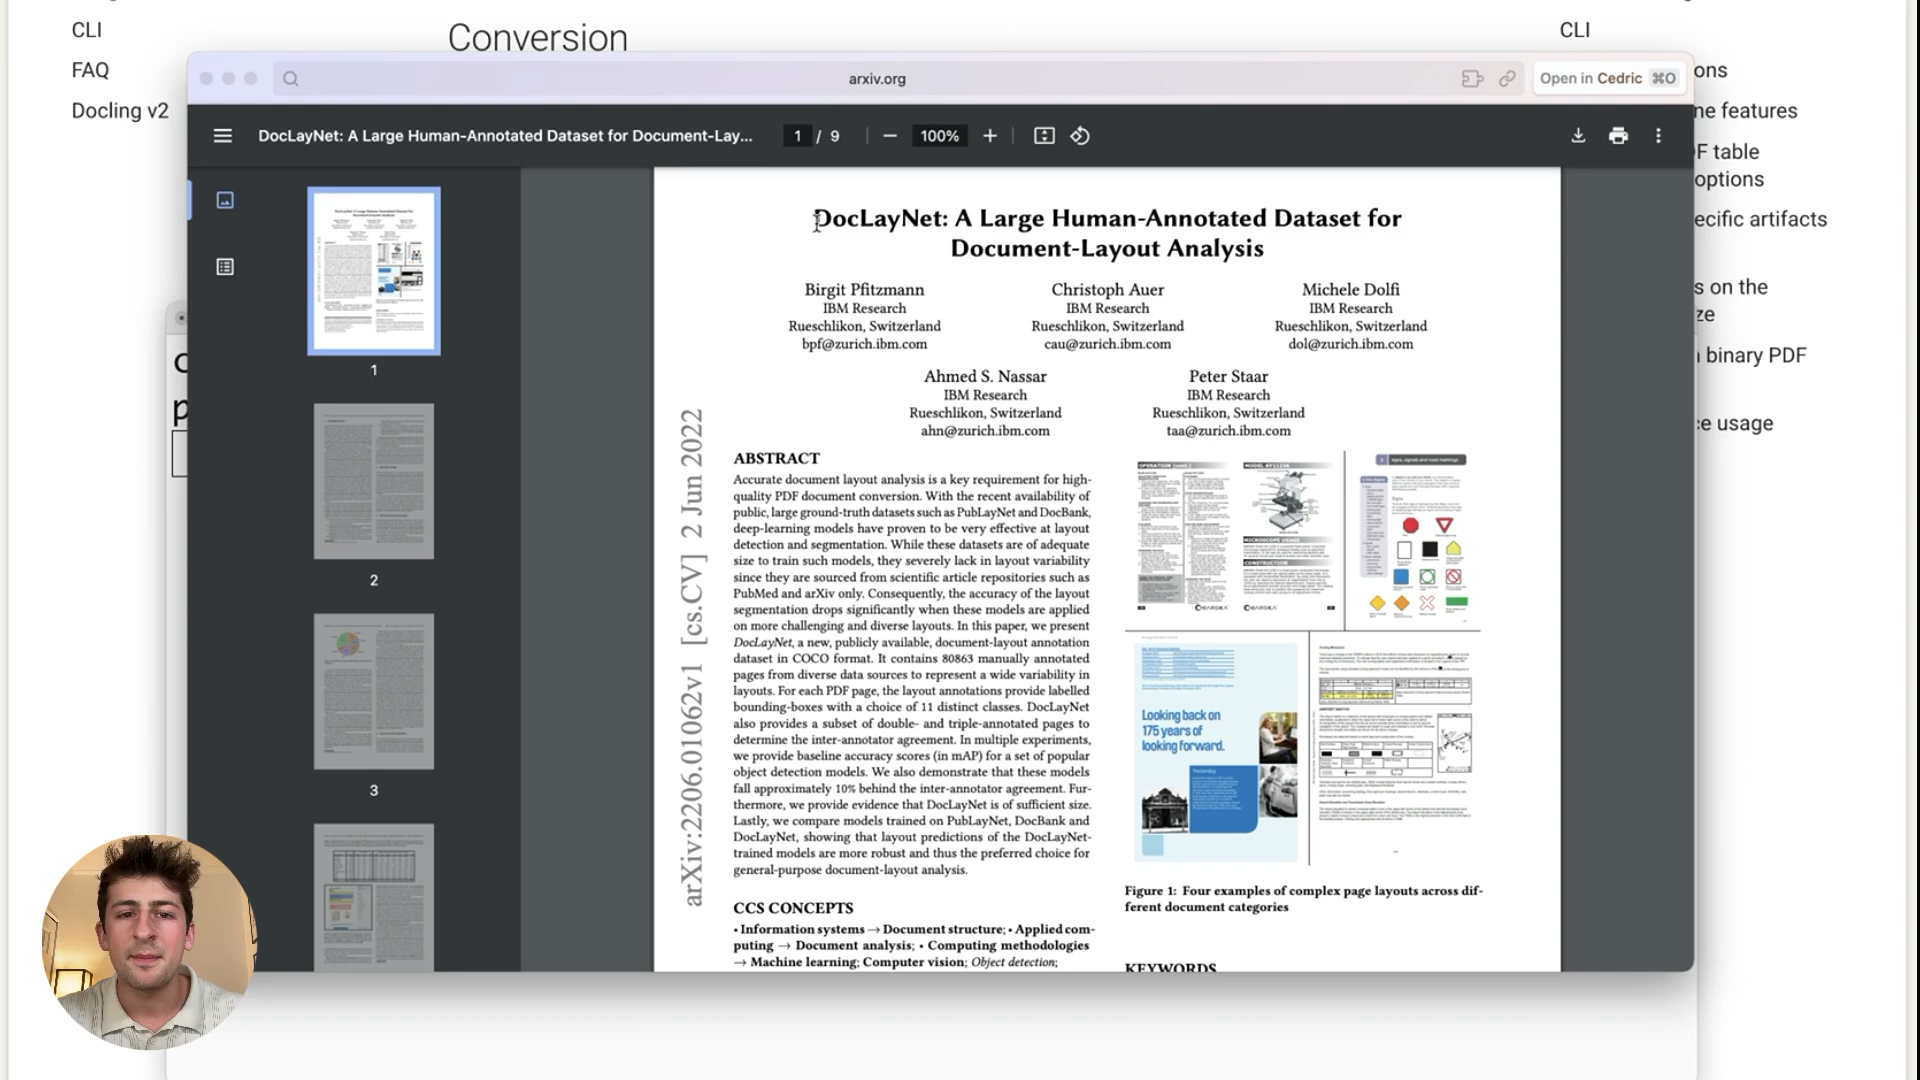 CLI
FAQ
Docling v2
Conversion
CLI
ons
ne features
F table
options
ecific artifacts
s on the
ze
n binary PDF
ce usage
arxiv.org
Open in Cedric ⌘O
DocLayNet: A Large Human-Annotated Dataset for Document-Lay...
1 / 9
100%
1
2
3
DocLayNet: A Large Human-Annotated Dataset for
Document-Layout Analysis
Birgit Pfitzmann
IBM Research
Rueschlikon, Switzerland
bpf@zurich.ibm.com
Christoph Auer
IBM Research
Rueschlikon, Switzerland
cau@zurich.ibm.com
Michele Dolfi
IBM Research
Rueschlikon, Switzerland
dol@zurich.ibm.com
Ahmed S. Nassar
IBM Research
Rueschlikon, Switzerland
ahn@zurich.ibm.com
Peter Staar
IBM Research
Rueschlikon, Switzerland
taa@zurich.ibm.com
arXiv:2206.01062v1 [cs.CV] 2 Jun 2022
ABSTRACT
Accurate document layout analysis is a key requirement for high-
quality PDF document conversion. With the recent availability of
public, large ground-truth datasets such as PubLayNet and DocBank,
deep-learning models have proven to be very effective at layout
detection and segmentation. While these datasets are of adequate
size to train such models, they severely lack in layout variability
since they are sourced from scientific article repositories such as
PubMed and arXiv only. Consequently, the accuracy of the layout
segmentation drops significantly when these models are applied
on more challenging and diverse layouts. In this paper, we present
DocLayNet, a new, publicly available, document-layout annotation
dataset in COCO format. It contains 80863 manually annotated
pages from diverse data sources to represent a wide variability in
layouts. For each PDF page, the layout annotations provide labelled
bounding-boxes with a choice of 11 distinct classes. DocLayNet
also provides a subset of double- and triple-annotated pages to
determine the inter-annotator agreement. In multiple experiments,
we provide baseline accuracy scores (in mAP) for a set of popular
object detection models. We also demonstrate that these models
fall approximately 10% behind the inter-annotator agreement. Fur-
thermore, we provide evidence that DocLayNet is of sufficient size.
Lastly, we compare models trained on PubLayNet, DocBank and
DocLayNet, showing that layout predictions of the DocLayNet-
trained models are more robust and thus the preferred choice for
general-purpose document-layout analysis.
CCS CONCEPTS
• Information systems → Document structure; • Applied com-
puting → Document analysis; • Computing methodologies
→ Machine learning; Computer vision; Object detection;
OPERATION
MODEL
MICROSCOPE USAGE
CONSTRUCTION
signs, signals and road markings
Looking back on
175 years of
looking forward.
Yesterday
Figure 1: Four examples of complex page layouts across dif-
ferent document categories
KEYWORDS